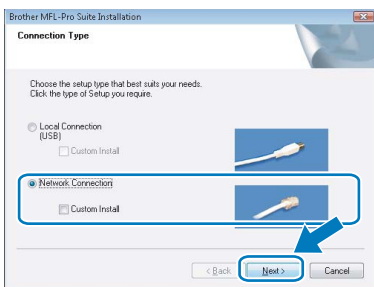 Brother MFL-Pro Suite Installation
Connection Type
Choose the setup type that best suits your needs.
Click the type of Setup you require.
Local Connection
(USB)
Custom Install
Network Connection
Custom Install
< Back Next > Cancel